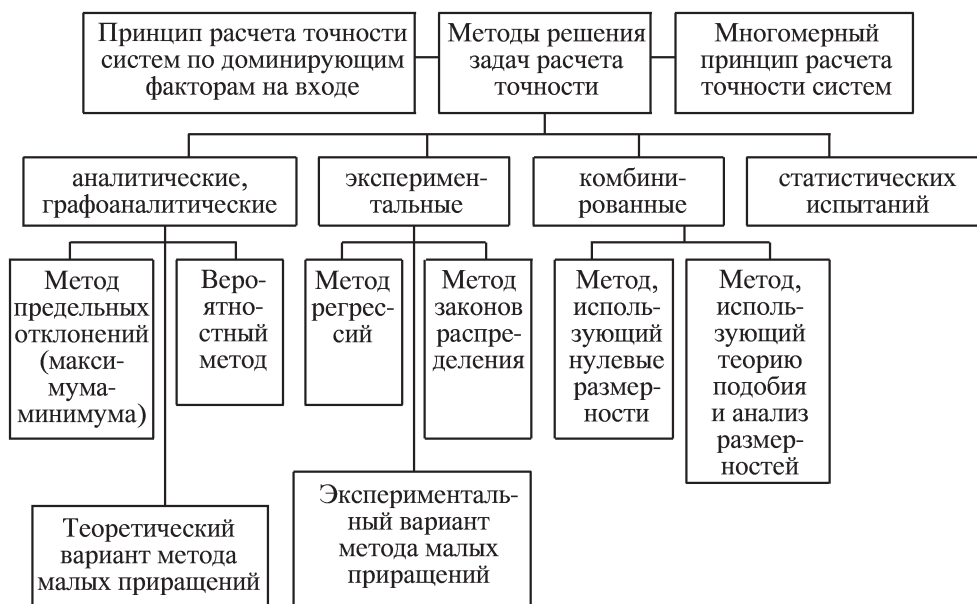 Принцип расчета точности
систем по доминирующим
факторам на входе
Методы решения
задач расчета
точности
Многомерный
принцип расчета
точности систем
аналитические,
графоаналитические
эксперимен-
тальные
комбини-
рованные
статистических
испытаний
Метод
предельных
отклонений
(макси-
мума-
минимума)
Веро-
ятно-
стный
метод
Метод
регрес-
сий
Метод
законов
распре-
деления
Метод,
исполь-
зующий
нулевые
размер-
ности
Метод,
исполь-
зующий
теорию
подобия
и анализ
размер-
ностей
Теоретический
вариант метода
малых приращений
Эксперименталь-
ный вариант
метода малых
приращений